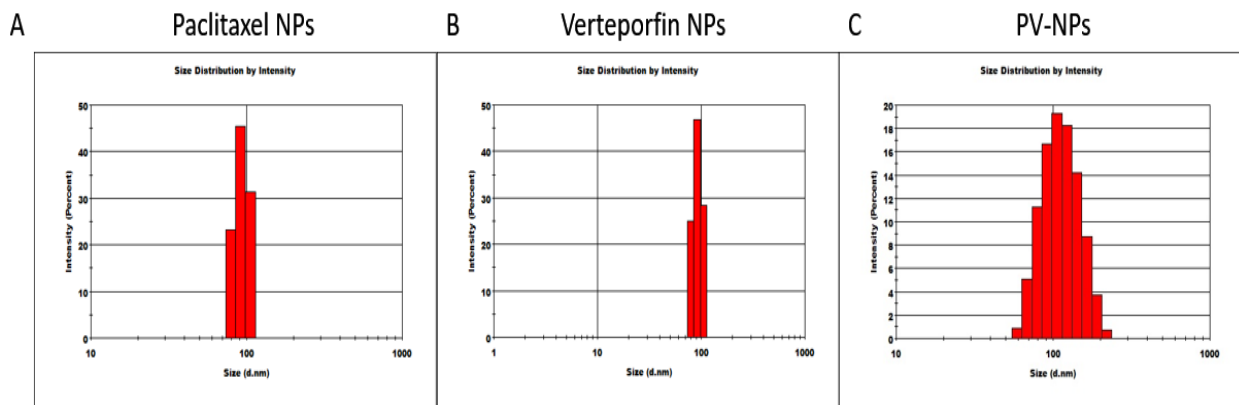 A Paclitaxel NPs
Size Distribution by Intensity
50
40
30
20
10
0
Intensity (Percent)
10 100 1000
Size (d.nm)
B Verteporfin NPs
Size Distribution by Intensity
50
40
30
20
10
0
Intensity (Percent)
1 10 100 1000
Size (d.nm)
C PV-NPs
Size Distribution by Intensity
20
18
16
14
12
10
8
6
4
2
0
Intensity (Percent)
10 100 1000
Size (d.nm)